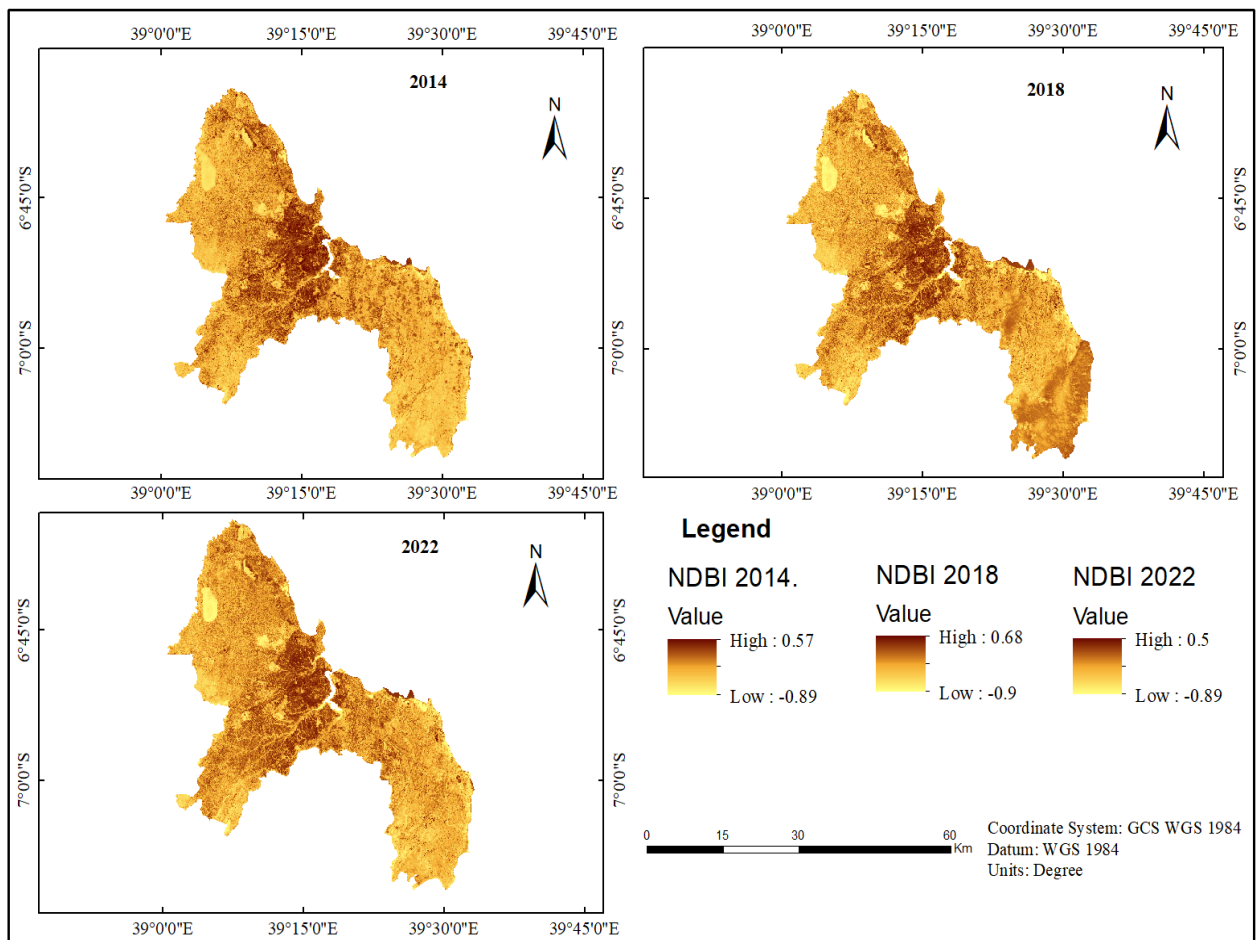 39°0'0"E 39°15'0"E 39°30'0"E 39°45'0"E
39°0'0"E 39°15'0"E 39°30'0"E 39°45'0"E
2014
N
2018
N
6°45'0"S
6°45'0"S
6°45'0"S
7°0'0"S
7°0'0"S
7°0'0"S
39°0'0"E 39°15'0"E 39°30'0"E 39°45'0"E
39°0'0"E 39°15'0"E 39°30'0"E 39°45'0"E
2022
N
6°45'0"S
6°45'0"S
7°0'0"S
7°0'0"S
39°0'0"E 39°15'0"E 39°30'0"E 39°45'0"E
Legend
NDBI 2014.
Value
High : 0.57
Low : -0.89
NDBI 2018
Value
High : 0.68
Low : -0.9
NDBI 2022
Value
High : 0.5
Low : -0.89
0 15 30 60
Km
Coordinate System: GCS WGS 1984
Datum: WGS 1984
Units: Degree